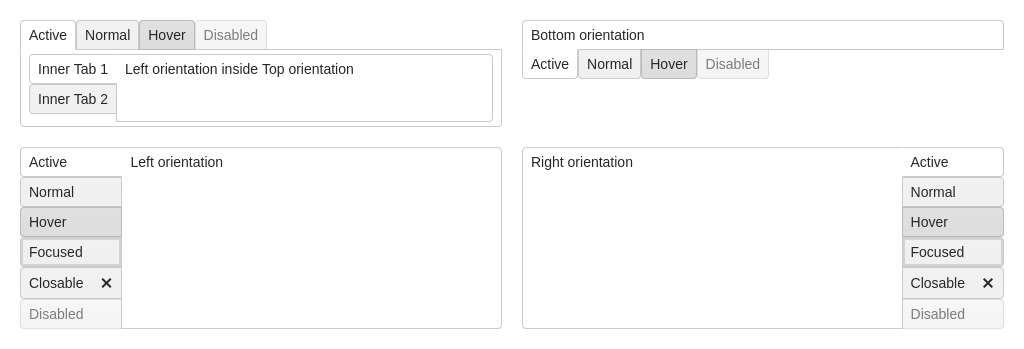 Active Normal Hover Disabled
Inner Tab 1 Left orientation inside Top orientation
Inner Tab 2
Bottom orientation
Active Normal Hover Disabled
Active Left orientation
Normal
Hover
Focused
Closable ✕
Disabled
Right orientation Active
Normal
Hover
Focused
Closable ✕
Disabled